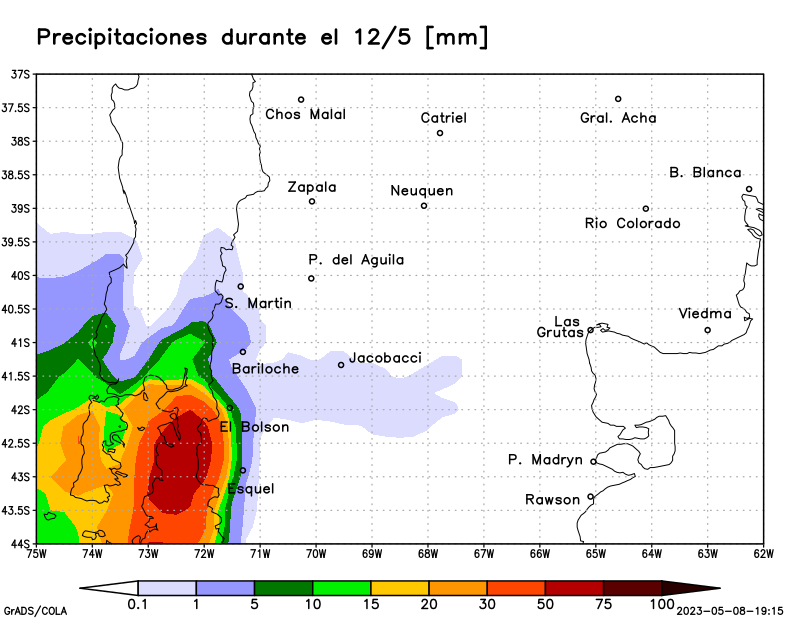 Precipitaciones durante el 12/5 [mm]
37S
37.5S
38S
38.5S
39S
39.5S
40S
40.5S
41S
41.5S
42S
42.5S
43S
43.5S
44S
Chos Malal
Gral. Acha
Catriel
B. Blanca
Zapala
Neuquen
Rio Colorado
P. del Aguila
S. Martin
Viedma
Las
Grutas
Jacobacci
Bariloche
El Bolson
P. Madryn
Esquel
Rawson
75W 74W 73W 72W 71W 70W 69W 68W 67W 66W 65W 64W 63W 62W
0.1 1 5 10 15 20 30 50 75 100
GrADS/COLA
2023-05-08-19:15